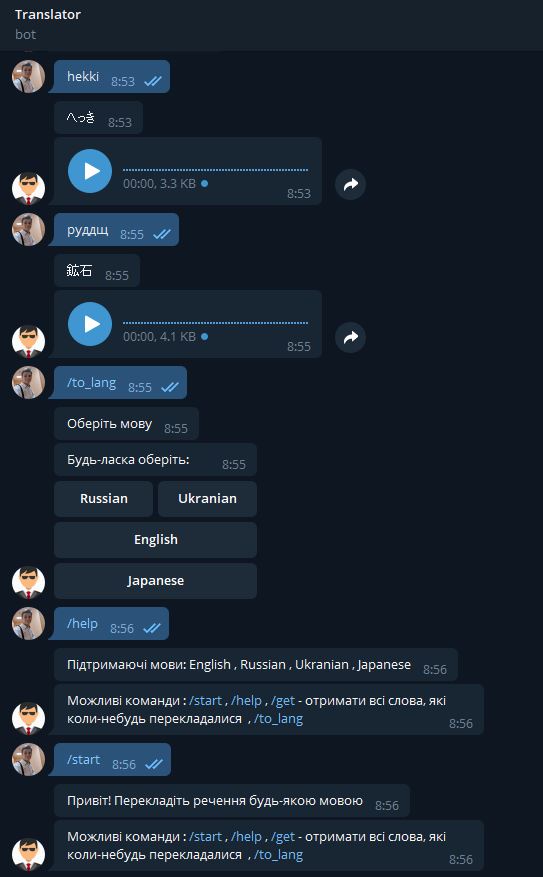 Translator
bot
hekki 8:53
へっき 8:53
00:00, 3.3 KB 8:53
руддщ 8:55
鉱石 8:55
00:00, 4.1 KB 8:55
/to_lang 8:55
Оберіть мову 8:55
Будь-ласка оберіть: 8:55
Russian Ukranian
English
Japanese
/help 8:56
Підтримаючі мови: English , Russian , Ukranian , Japanese 8:56
Можливі команди : /start , /help , /get - отримати всі слова, які
коли-небудь перекладалися , /to_lang 8:56
/start 8:56
Привіт! Перекладіть речення будь-якою мовою 8:56
Можливі команди : /start , /help , /get - отримати всі слова, які
коли-небудь перекладалися , /to_lang 8:56